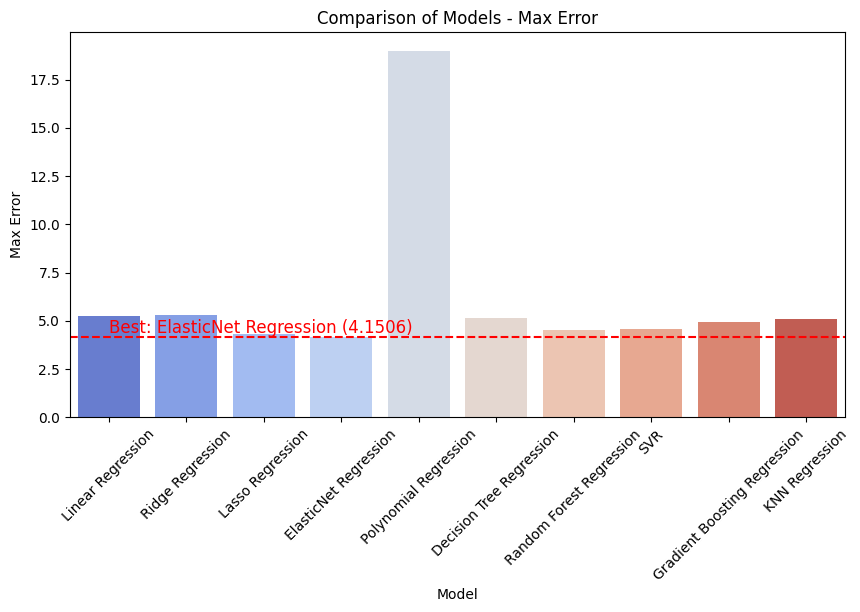 Comparison of Models - Max Error
Max Error
17.5
15.0
12.5
10.0
7.5
5.0
2.5
0.0
Best: ElasticNet Regression (4.1506)
Linear Regression
Ridge Regression
Lasso Regression
ElasticNet Regression
Polynomial Regression
Decision Tree Regression
Random Forest Regression
SVR
Gradient Boosting Regression
KNN Regression
Model